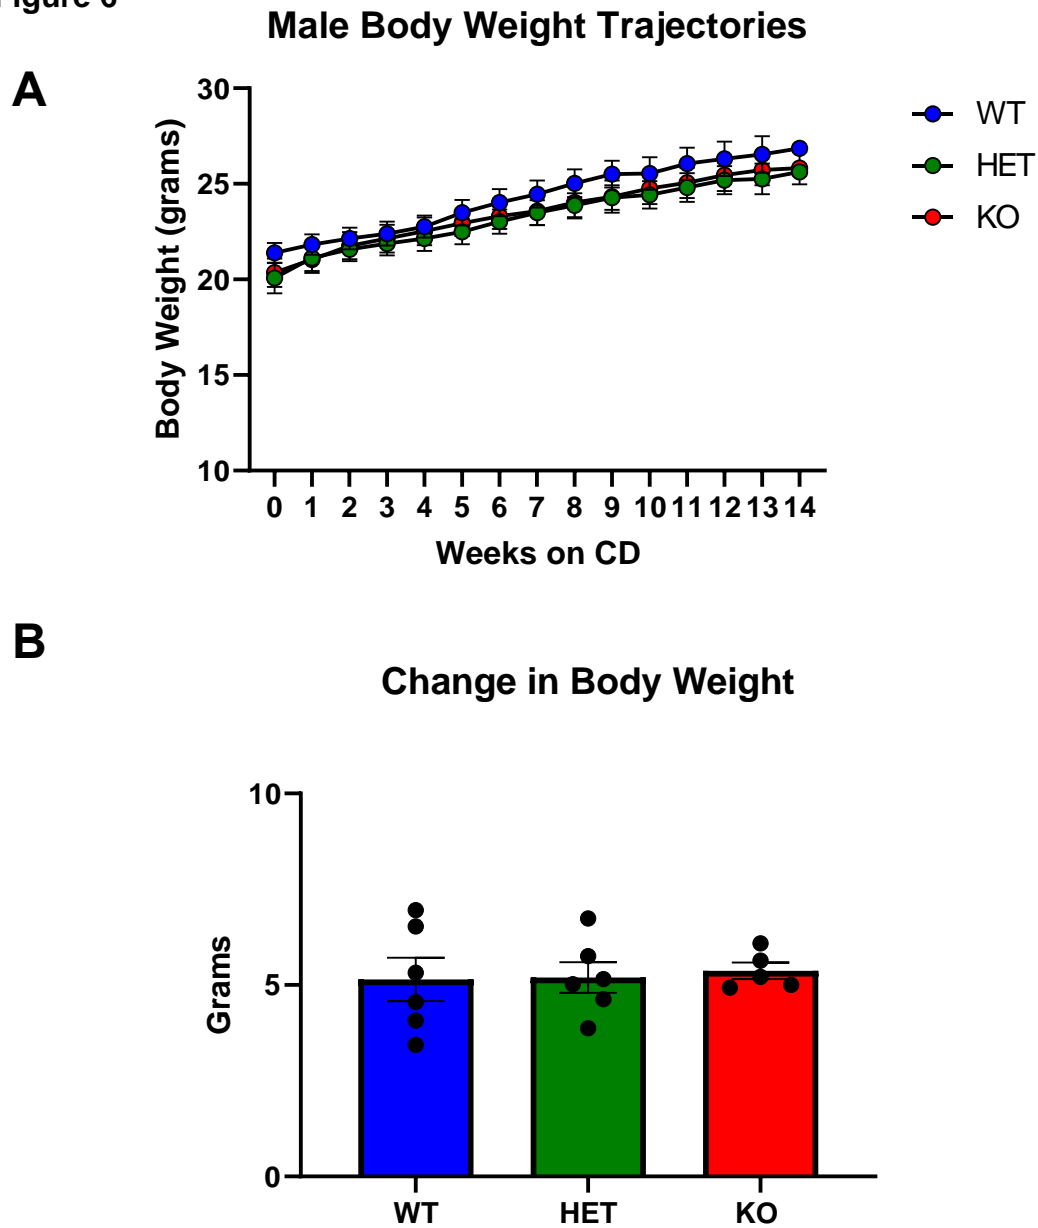 Figure 6
Male Body Weight Trajectories
A
Body Weight (grams)
30
25
20
15
10
0 1 2 3 4 5 6 7 8 9 10 11 12 13 14
Weeks on CD
WT
HET
KO
B
Change in Body Weight
Grams
10
5
0
WT HET KO